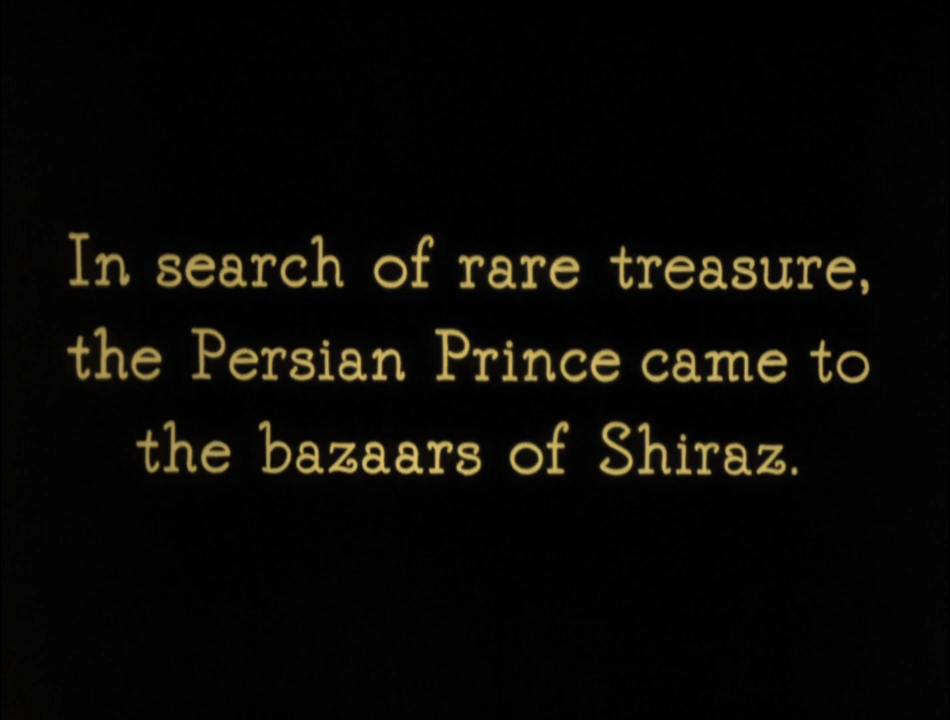 In search of rare treasure,
the Persian Prince came to
the bazaars of Shiraz.